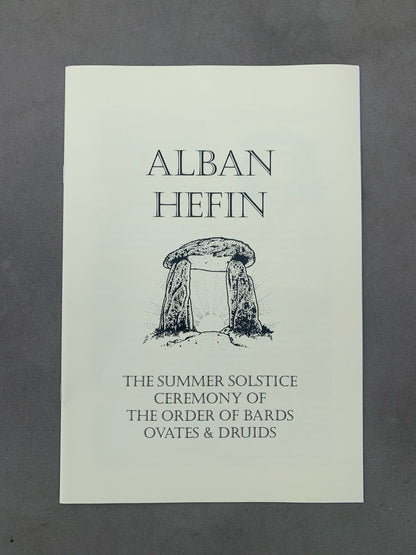 ALBAN
HEFIN
THE SUMMER SOLSTICE
CEREMONY OF
THE ORDER OF BARDS
OVATES & DRUIDS